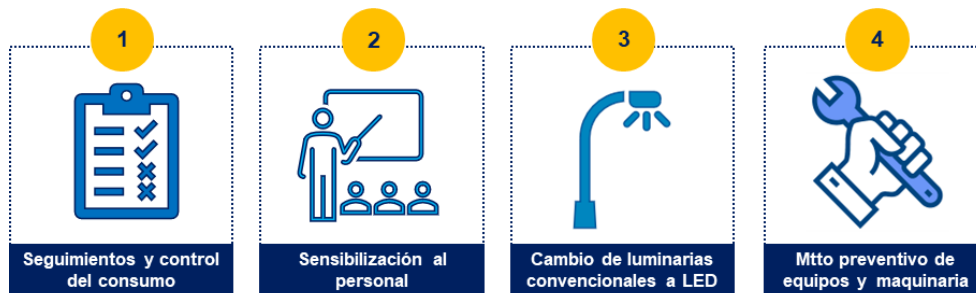 1
Seguimientos y control
del consumo
2
Sensibilización al
personal
3
Cambio de luminarias
convencionales a LED
4
Mtto preventivo de
equipos y maquinaria